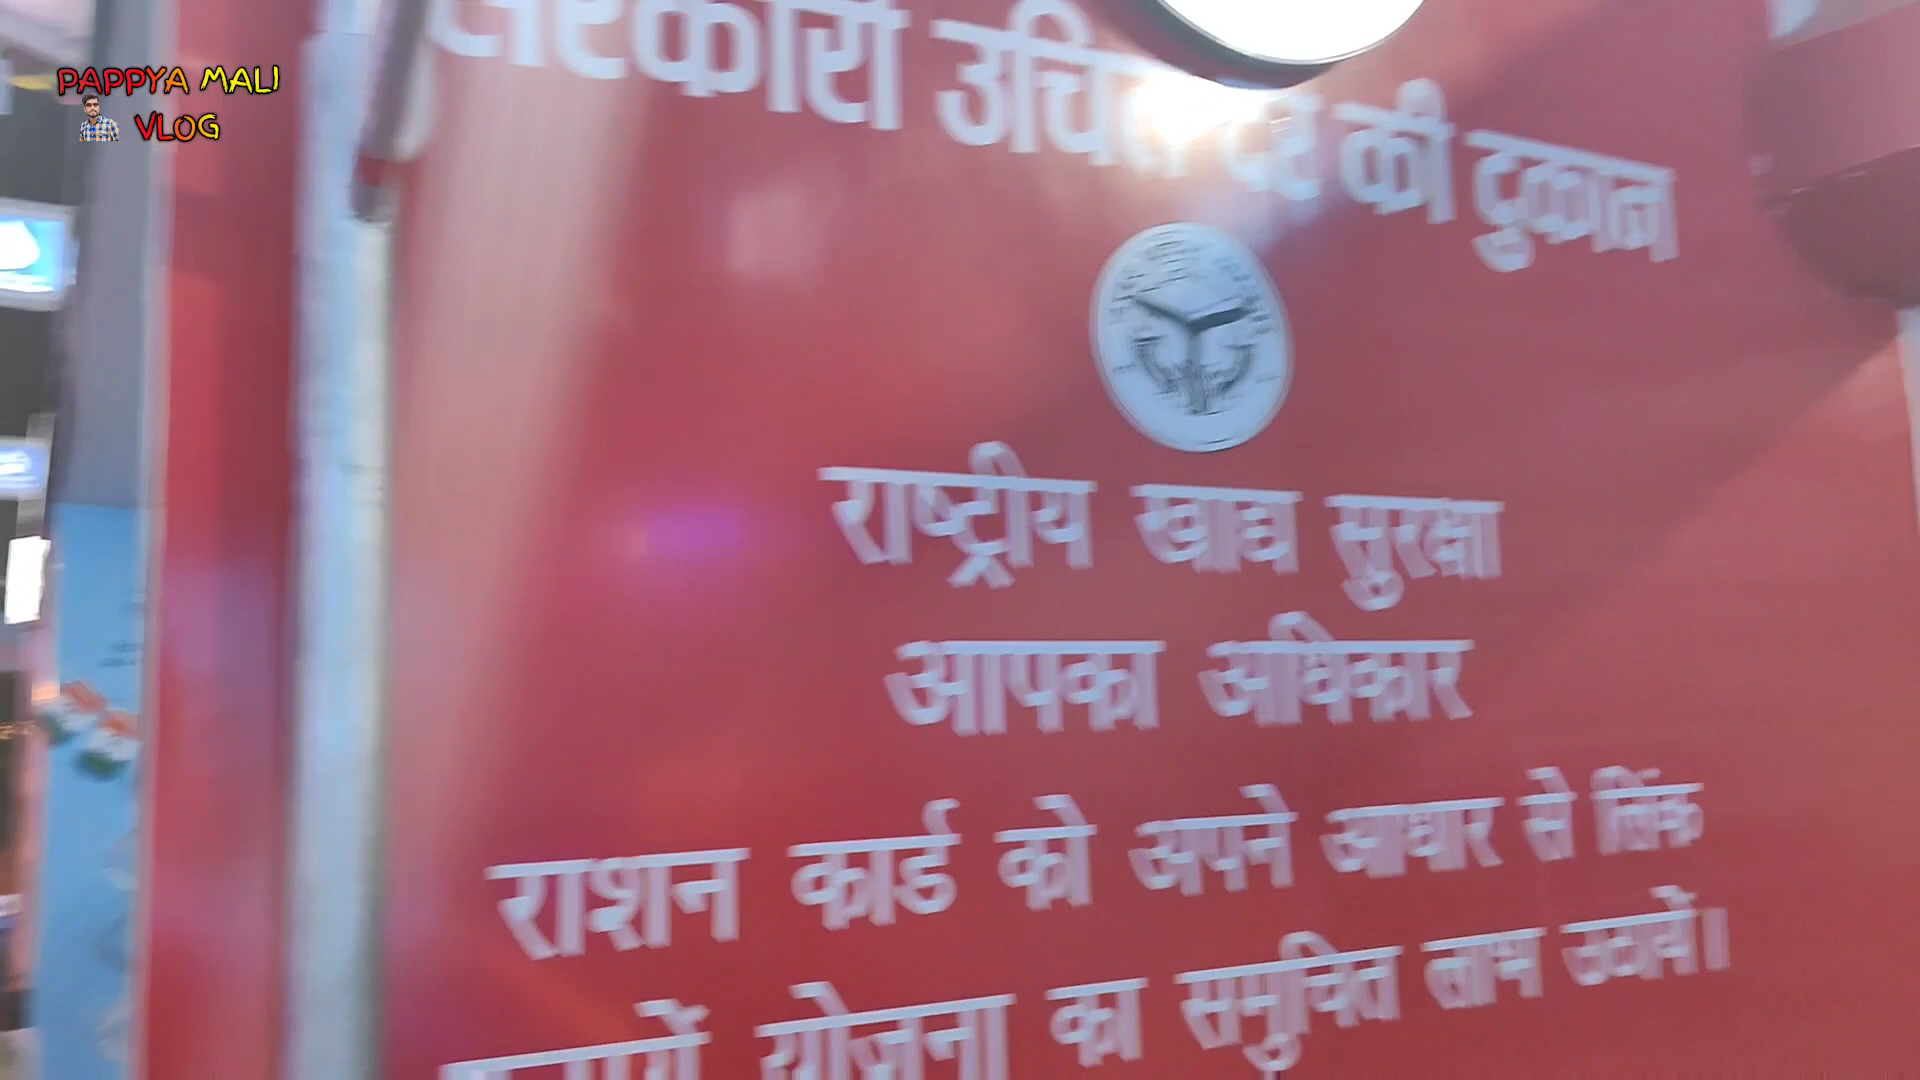 PAPPYA MALI
VLOG
सरकारी उचित दर की दुकान
राष्ट्रीय खाद्य सुरक्षा
आपका अधिकार
राशन कार्ड को अपने आधार से लिंक
योजना का समुचित लाभ उठायें।